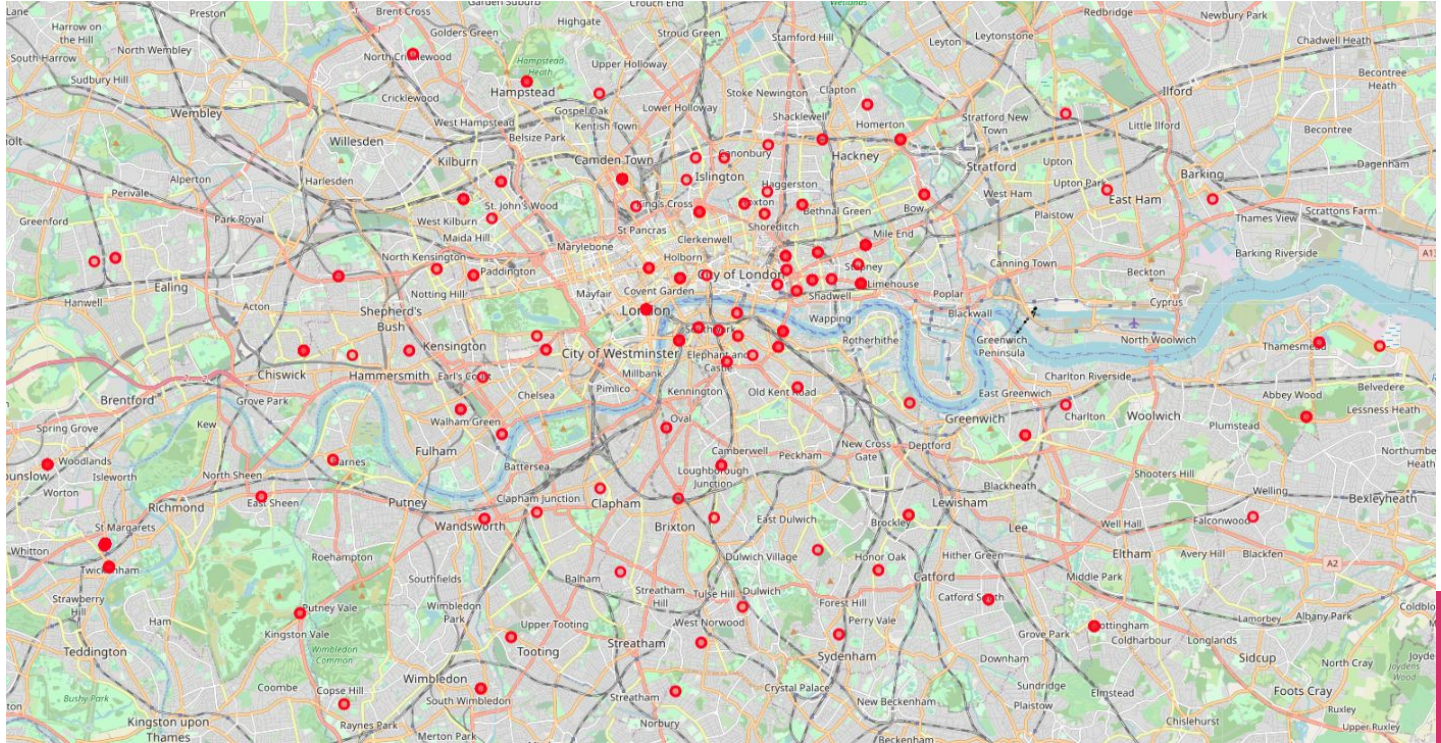 Lane
Preston
Brent Cross
Garden Suburb
Crouch End
Wetlands
Redbridge
Newbury Park
Harrow on
the Hill
Golders Green
Highgate
Stroud Green
Stamford Hill
Leyton
Leytonstone
Chadwell Heath
South Harrow
North Wembley
Hampstead
Heath
Upper Holloway
Becontree
Heath
Sudbury Hill
Cricklewood
Hampstead
Stoke Newington
Clapton
Ilford
Wembley
West Hampstead
Gospel Oak
Lower Holloway
Shacklewell
Homerton
Stratford New
Town
Little Ilford
Becontree
Willesden
Belsize Park
Kentish Town
Canonbury
Hackney
Kilburn
Camden Town
Stratford
Upton
Dagenham
Alperton
Harlesden
Islington
Haggerston
West Ham
Upton Park
Barking
Perivale
St. John's Wood
Bow
East Ham
Greenford
Park Royal
West Kilburn
St Pancras
Bethnal Green
Plaistow
Thames View
Scrattons Farm
Maida Hill
Clerkenwell
Shoreditch
Mile End
Marylebone
Barking Riverside
A13
North Kensington
Holborn
City of London
Canning Town
Beckton
Hanwell
Ealing
Paddington
Covent Garden
Limehouse
Notting Hill
Mayfair
Shadwell
Poplar
Cyprus
Acton
Shepherd's
Bush
London
Wapping
Blackwall
Kensington
City of Westminster
Rotherhithe
Greenwich
Peninsula
North Woolwich
Chiswick
Hammersmith
Earl's Court
Elephant and
Castle
Millbank
Charlton Riverside
Belvedere
Brentford
Grove Park
Chelsea
Pimlico
Kennington
Old Kent Road
East Greenwich
Abbey Wood
Lessness Heath
Spring Grove
Kew
Walham Green
Oval
Greenwich
Charlton
Woolwich
Plumstead
Fulham
Camberwell
New Cross
Gate
Deptford
Woodlands
Isleworth
North Sheen
Barnes
Battersea
Peckham
Worton
Loughborough
Junction
Blackheath
Shooters Hill
Welling
Bexleyheath
Richmond
East Sheen
Putney
Clapham Junction
Clapham
Lewisham
St Margarets
Wandsworth
Brixton
East Dulwich
Brockley
Lee
Well Hall
Falconwood
Whitton
Roehampton
Dulwich Village
Honor Oak
Hither Green
Eltham
Avery Hill
Blackfen
A2
Twickenham
Southfields
Balham
Streatham
Hill
Tulse Hill
Dulwich
Catford
Middle Park
Strawberry
Hill
Ham
Putney Vale
Wimbledon
Park
Forest Hill
Catford South
Albany Park
Kingston Vale
Upper Tooting
West Norwood
Perry Vale
Grove Park
Coldharbour
Longlands
Lamorbey
Teddington
Wimbledon
Common
Tooting
Streatham
Sydenham
Downham
Sidcup
North Cray
Bushy Park
Coombe
Copse Hill
Wimbledon
South Wimbledon
Streatham
Crystal Palace
New Beckenham
Sundridge
Plaistow
Elmstead
Foots Cray
Joydens
Wood
Kingston upon
Thames
Raynes Park
Merton Park
Norbury
Beckenham
Chislehurst
Ruxley
Upper Ruxley